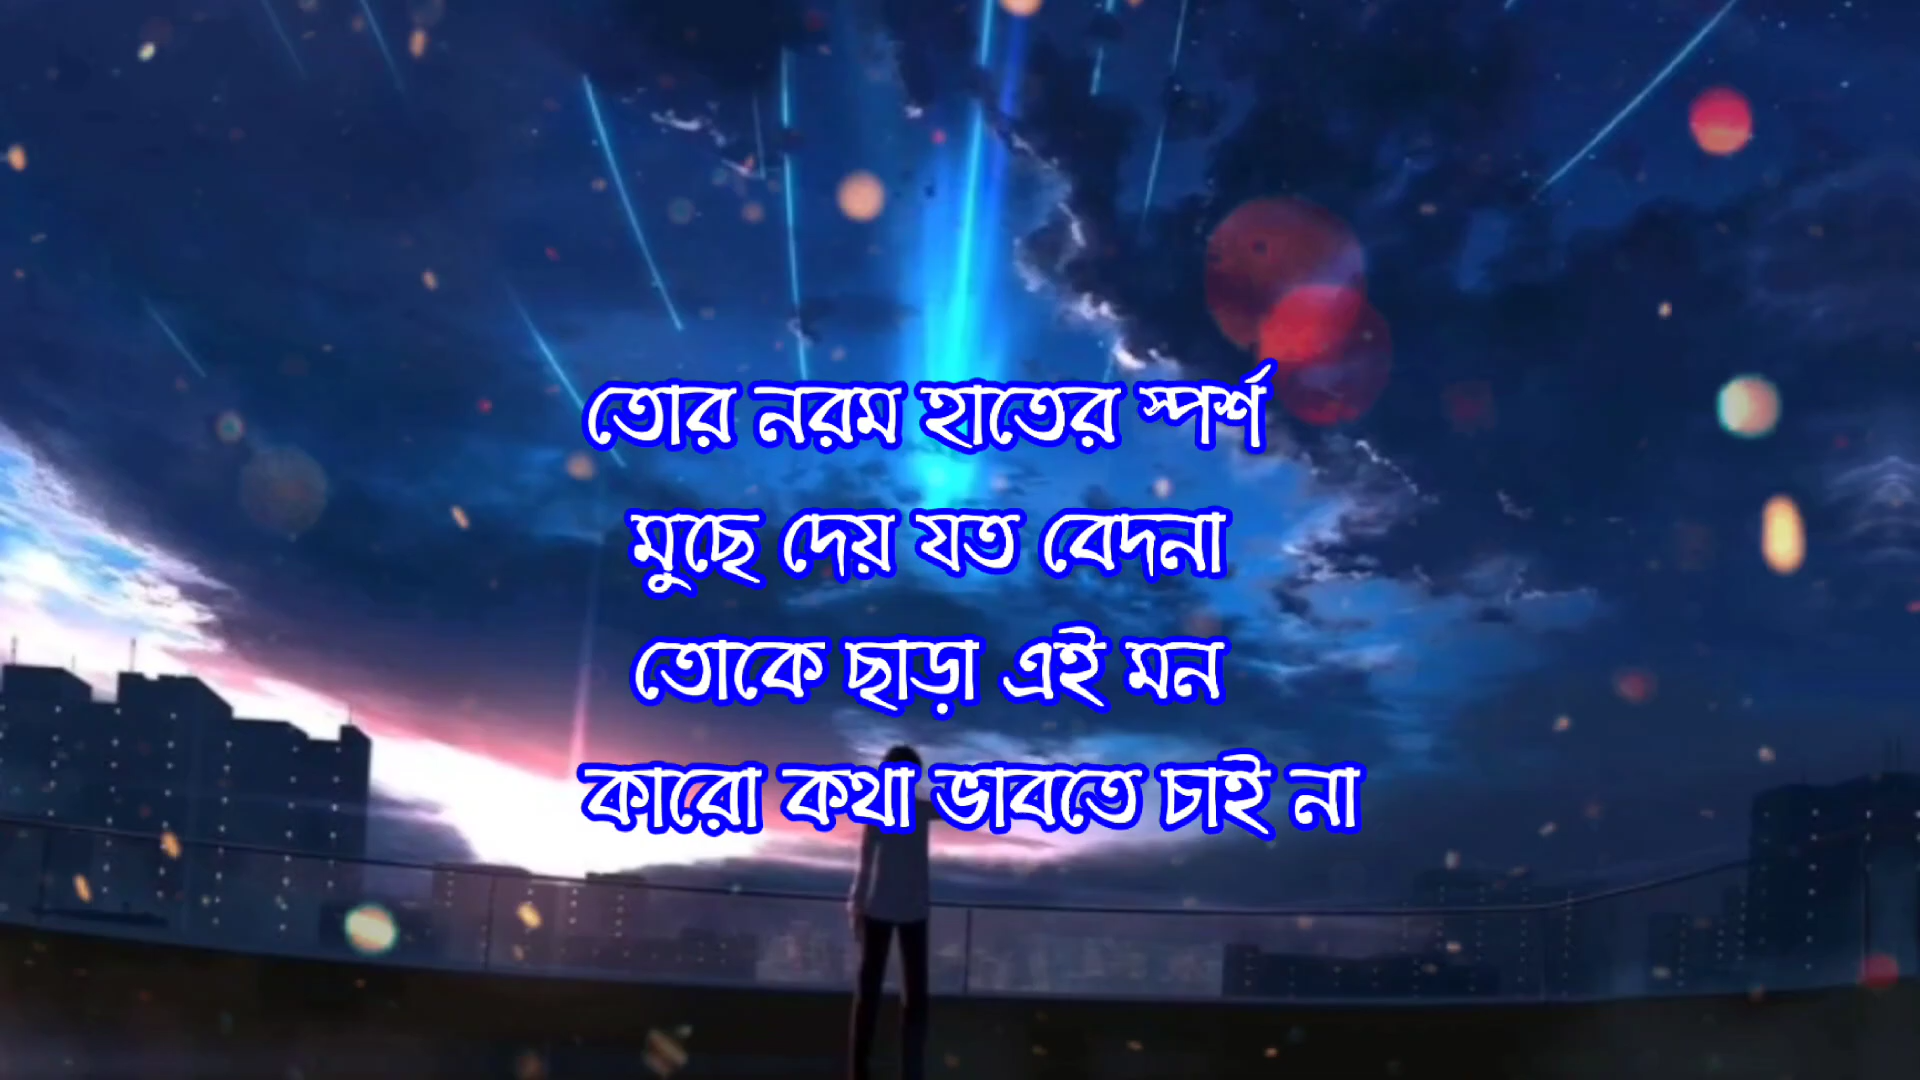 তোর নরম হাতের স্পর্শ
মুছে দেয় যত বেদনা
তোকে ছাড়া এই মন
কারো কথা ভাবতে চাই না